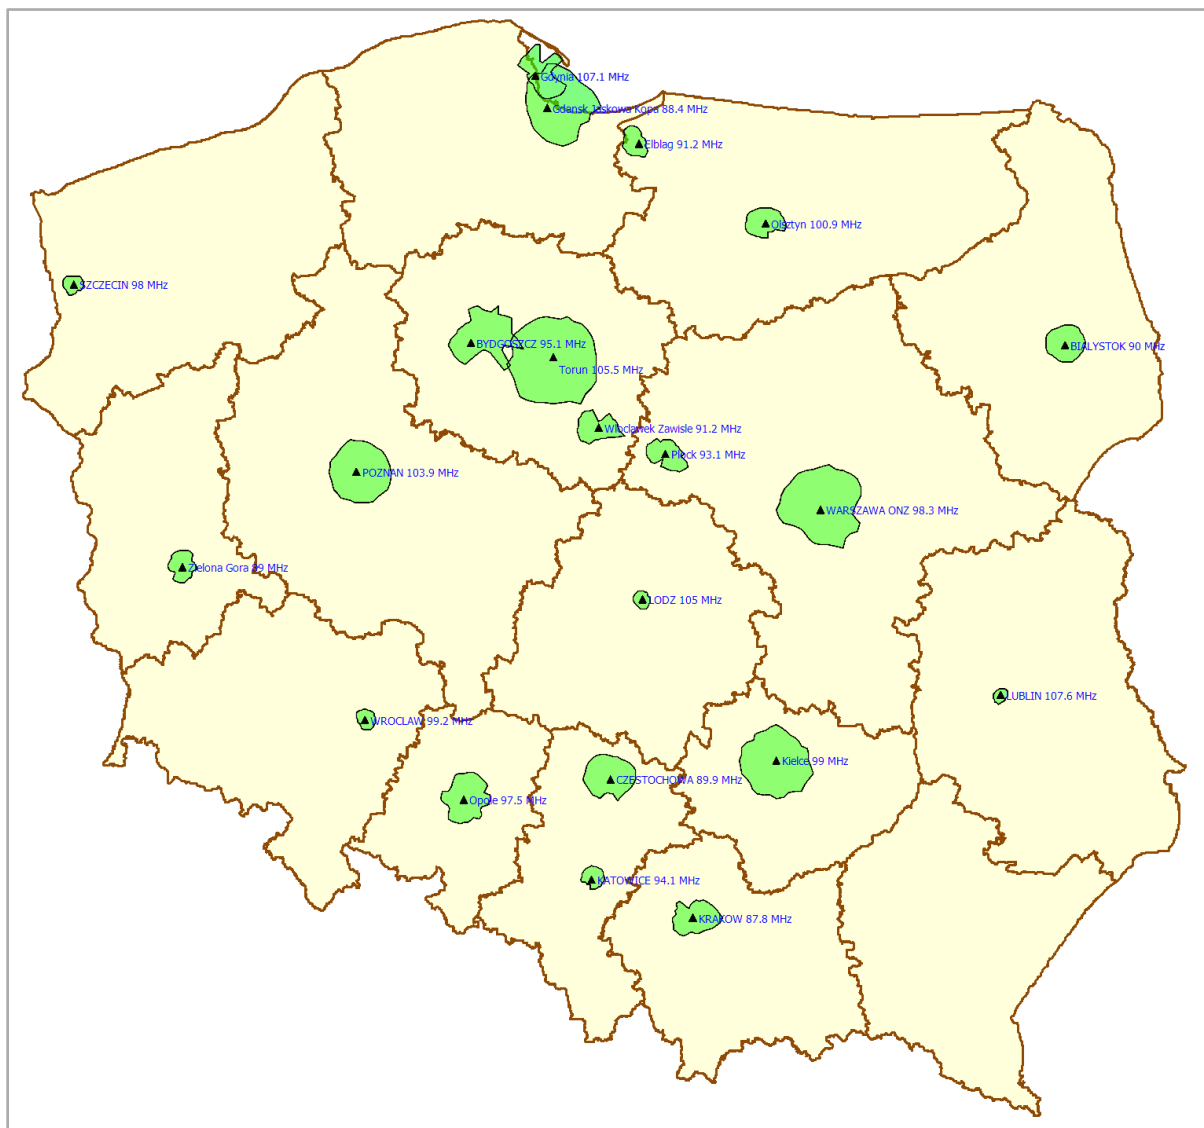 Gdynia 107.1 MHz
Gdansk Jaskowa Kopa 88.4 MHz
Elblag 91.2 MHz
Olsztyn 100.9 MHz
SZCZECIN 98 MHz
BYDGOSZCZ 95.1 MHz
BIALYSTOK 90 MHz
Torun 105.5 MHz
Wloclawek Zawisle 91.2 MHz
Plock 93.1 MHz
POZNAN 103.9 MHz
WARSZAWA ONZ 98.3 MHz
Zielona Gora 89 MHz
LODZ 105 MHz
LUBLIN 107.6 MHz
WROCLAW 99.2 MHz
Kielce 99 MHz
CZESTOCHOWA 89.9 MHz
Opole 97.5 MHz
KATOWICE 94.1 MHz
KRAKOW 87.8 MHz